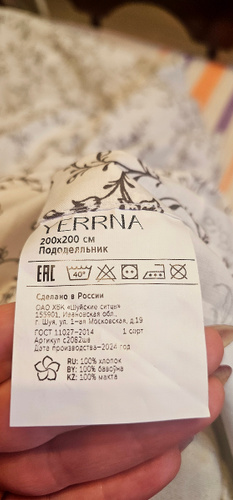 YERRNA
200x200 см
Пододеяльник
EAC 40°
Сделано в России
ОАО ХБК «Шуйские ситцы»
155901, Ивановская обл.,
г. Шуя, ул. 1-ая Московская, д.19
ГОСТ 11027-2014 1 сорт
Артикул с2082ше
Дата производства-2024 год
RU: 100% хлопок
BY: 100% бавоўна
KZ: 100% мақта